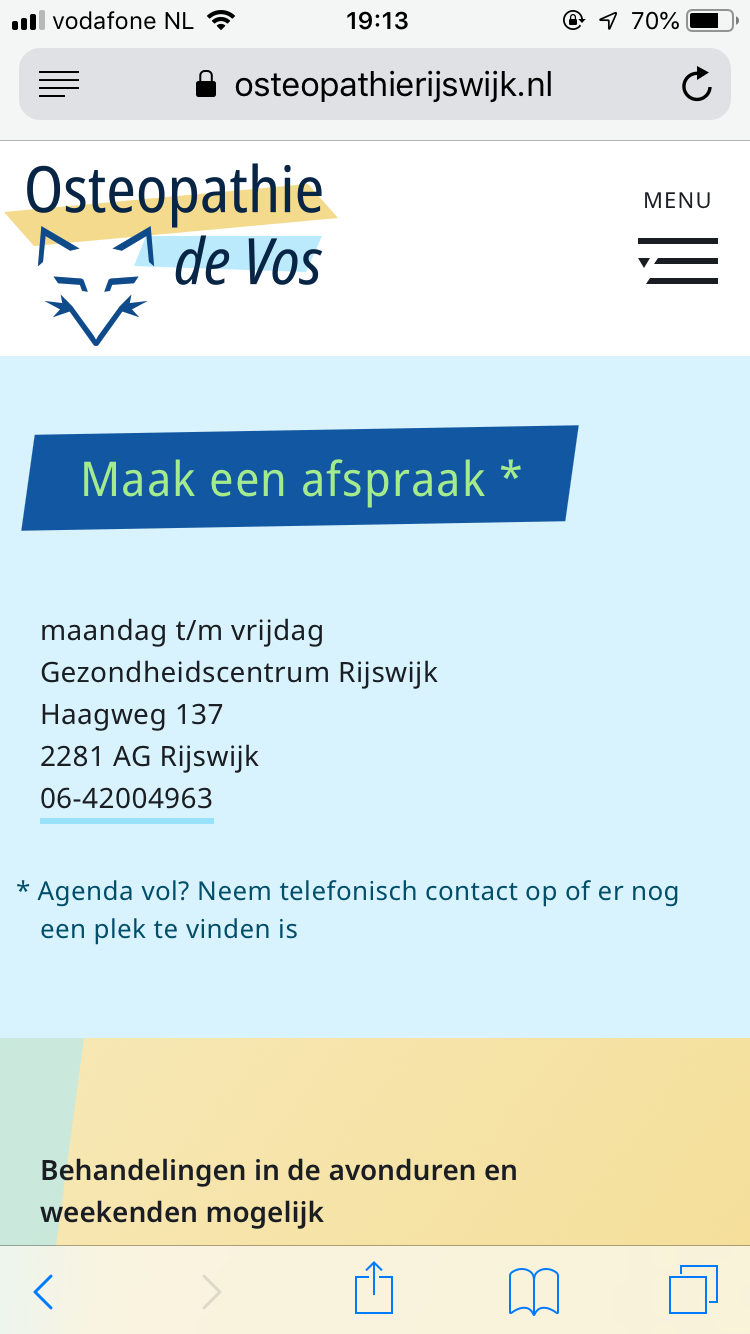 vodafone NL 19:13 70%
osteopathierijswijk.nl
Osteopathie
de Vos
MENU
Maak een afspraak *
maandag t/m vrijdag
Gezondheidscentrum Rijswijk
Haagweg 137
2281 AG Rijswijk
06-42004963
* Agenda vol? Neem telefonisch contact op of er nog
een plek te vinden is
Behandelingen in de avonduren en
weekenden mogelijk